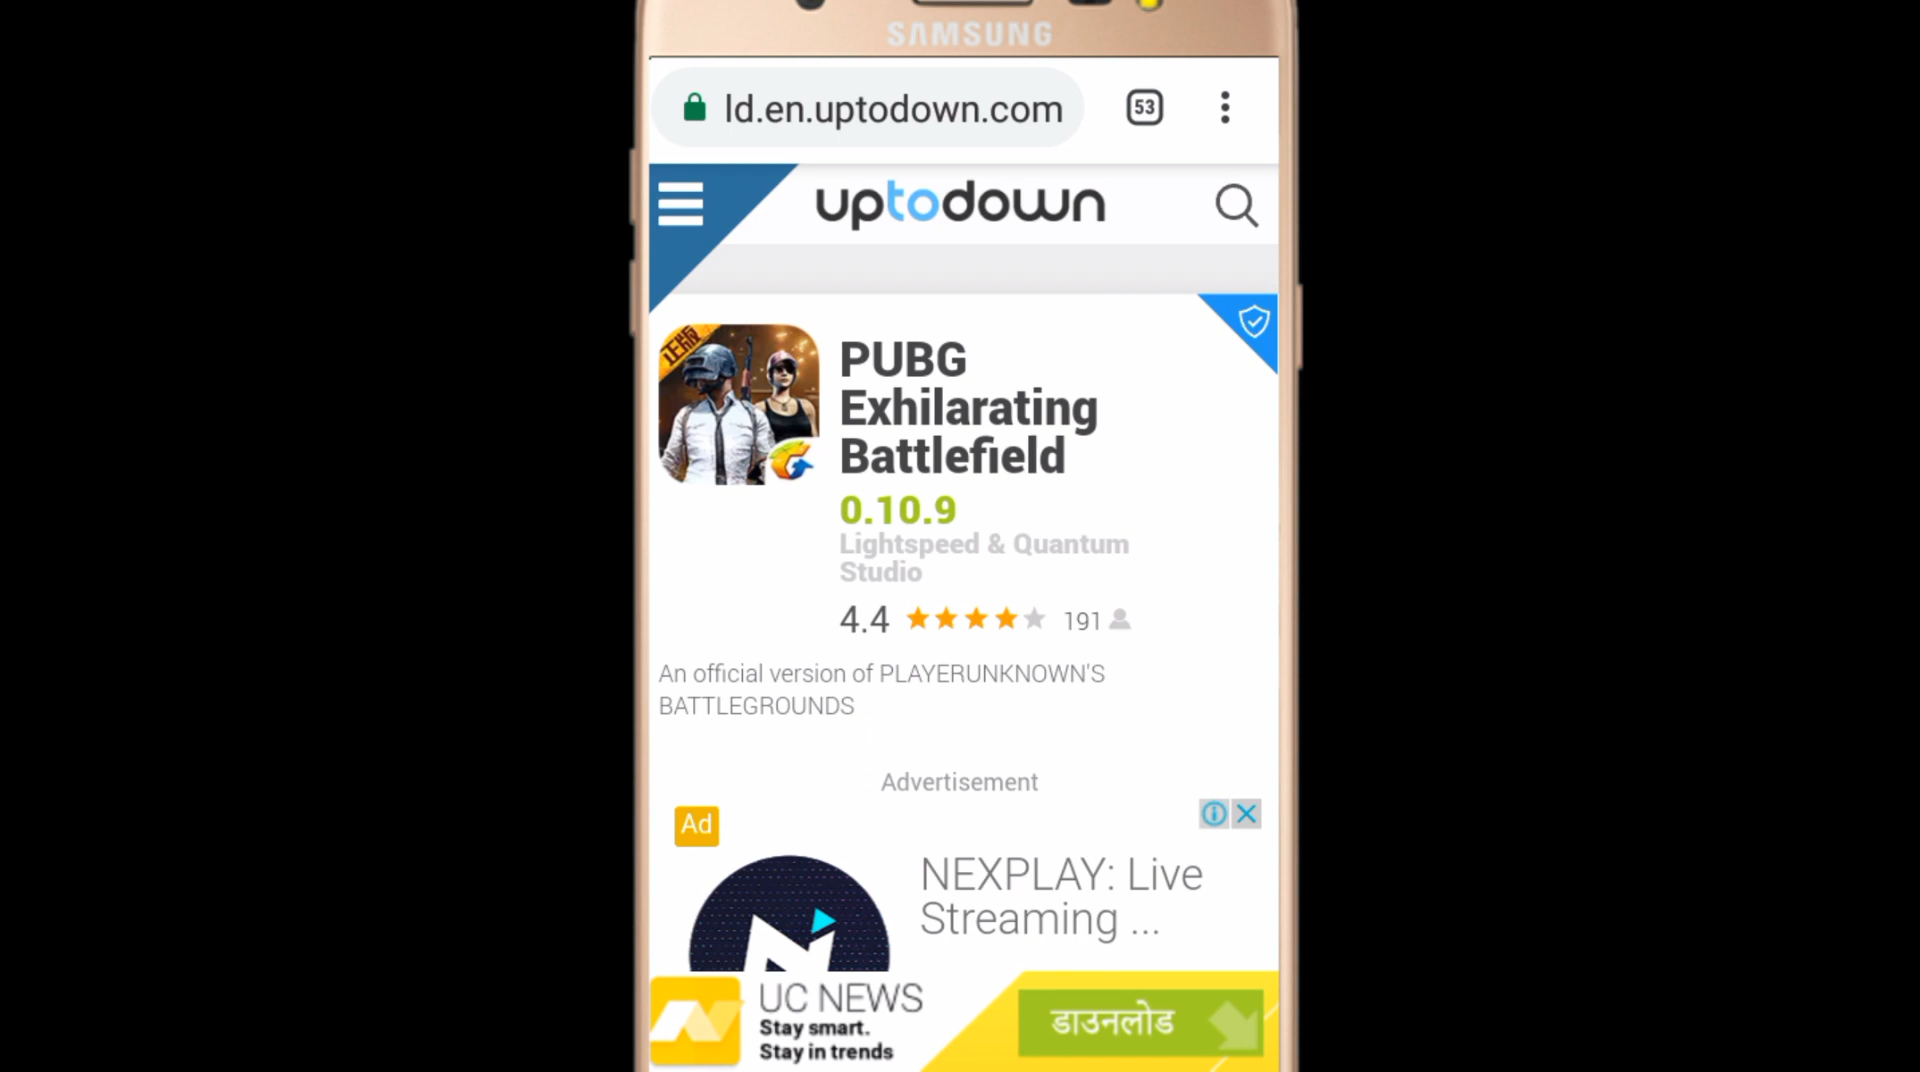 SAMSUNG
ld.en.uptodown.com
53
uptodown
正版
PUBG
Exhilarating
Battlefield
0.10.9
Lightspeed & Quantum
Studio
4.4
191
An official version of PLAYERUNKNOWN'S
BATTLEGROUNDS
Advertisement
Ad
NEXPLAY: Live
Streaming ...
UC NEWS
Stay smart.
Stay in trends
डाउनलोड